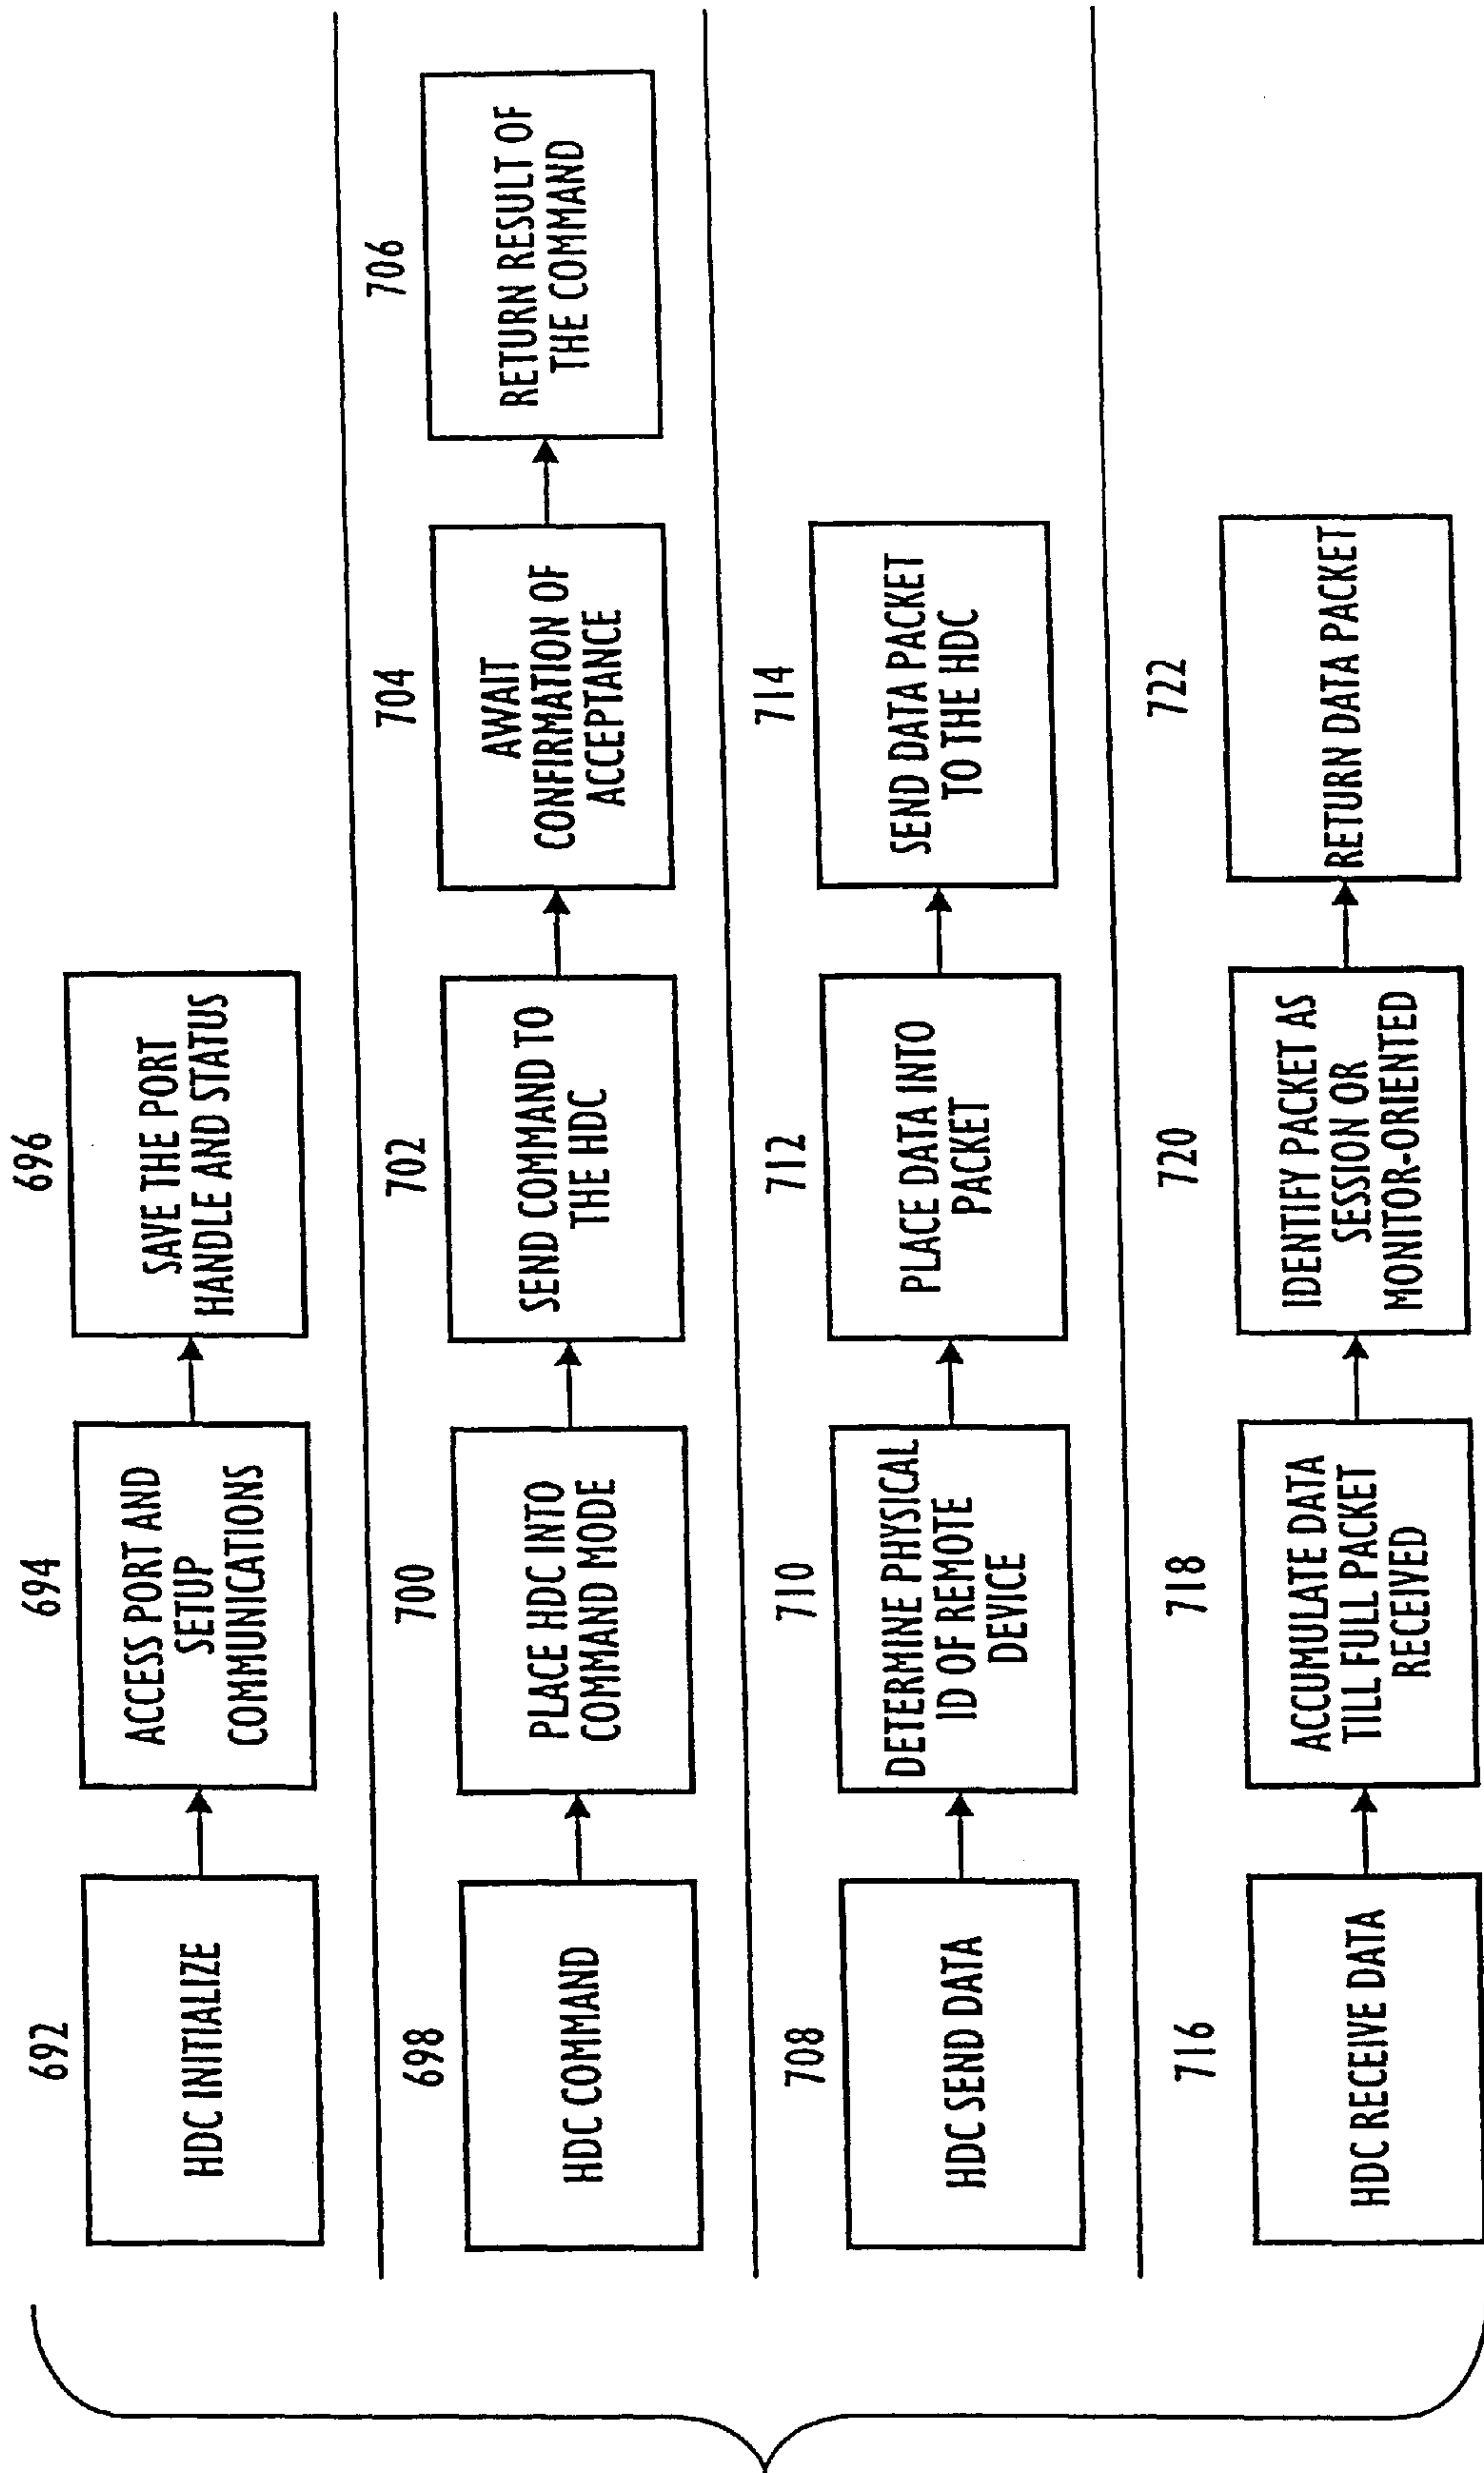 692
HDC INITIALIZE
694
ACCESS PORT AND
SETUP
COMMUNICATIONS
696
SAVE THE PORT
HANDLE AND STATUS
698
HDC COMMAND
700
PLACE HDC INTO
COMMAND MODE
702
SEND COMMAND TO
THE HDC
704
AWAIT
CONFIRMATION OF
ACCEPTANCE
706
RETURN RESULT OF
THE COMMAND
708
HDC SEND DATA
710
DETERMINE PHYSICAL
ID OF REMOTE
DEVICE
712
PLACE DATA INTO
PACKET
714
SEND DATA PACKET
TO THE HDC
716
HDC RECEIVE DATA
718
ACCUMULATE DATA
TILL FULL PACKET
RECEIVED
720
IDENTIFY PACKET AS
SESSION OR
MONITOR-ORIENTED
722
RETURN DATA PACKET